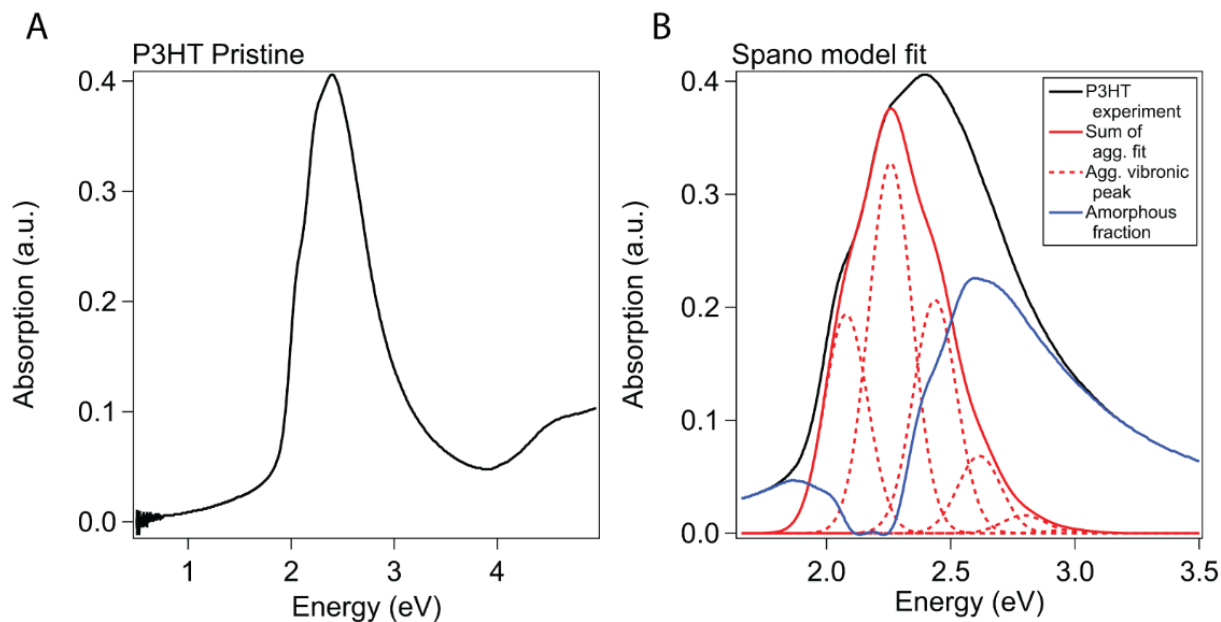 A
P3HT Pristine
0.4
0.3
0.2
0.1
0.0
Absorption (a.u.)
1 2 3 4
Energy (eV)
B
Spano model fit
0.4
0.3
0.2
0.1
0.0
Absorption (a.u.)
P3HT
experiment
Sum of
agg. fit
Agg. vibronic
peak
Amorphous
fraction
2.0 2.5 3.0 3.5
Energy (eV)